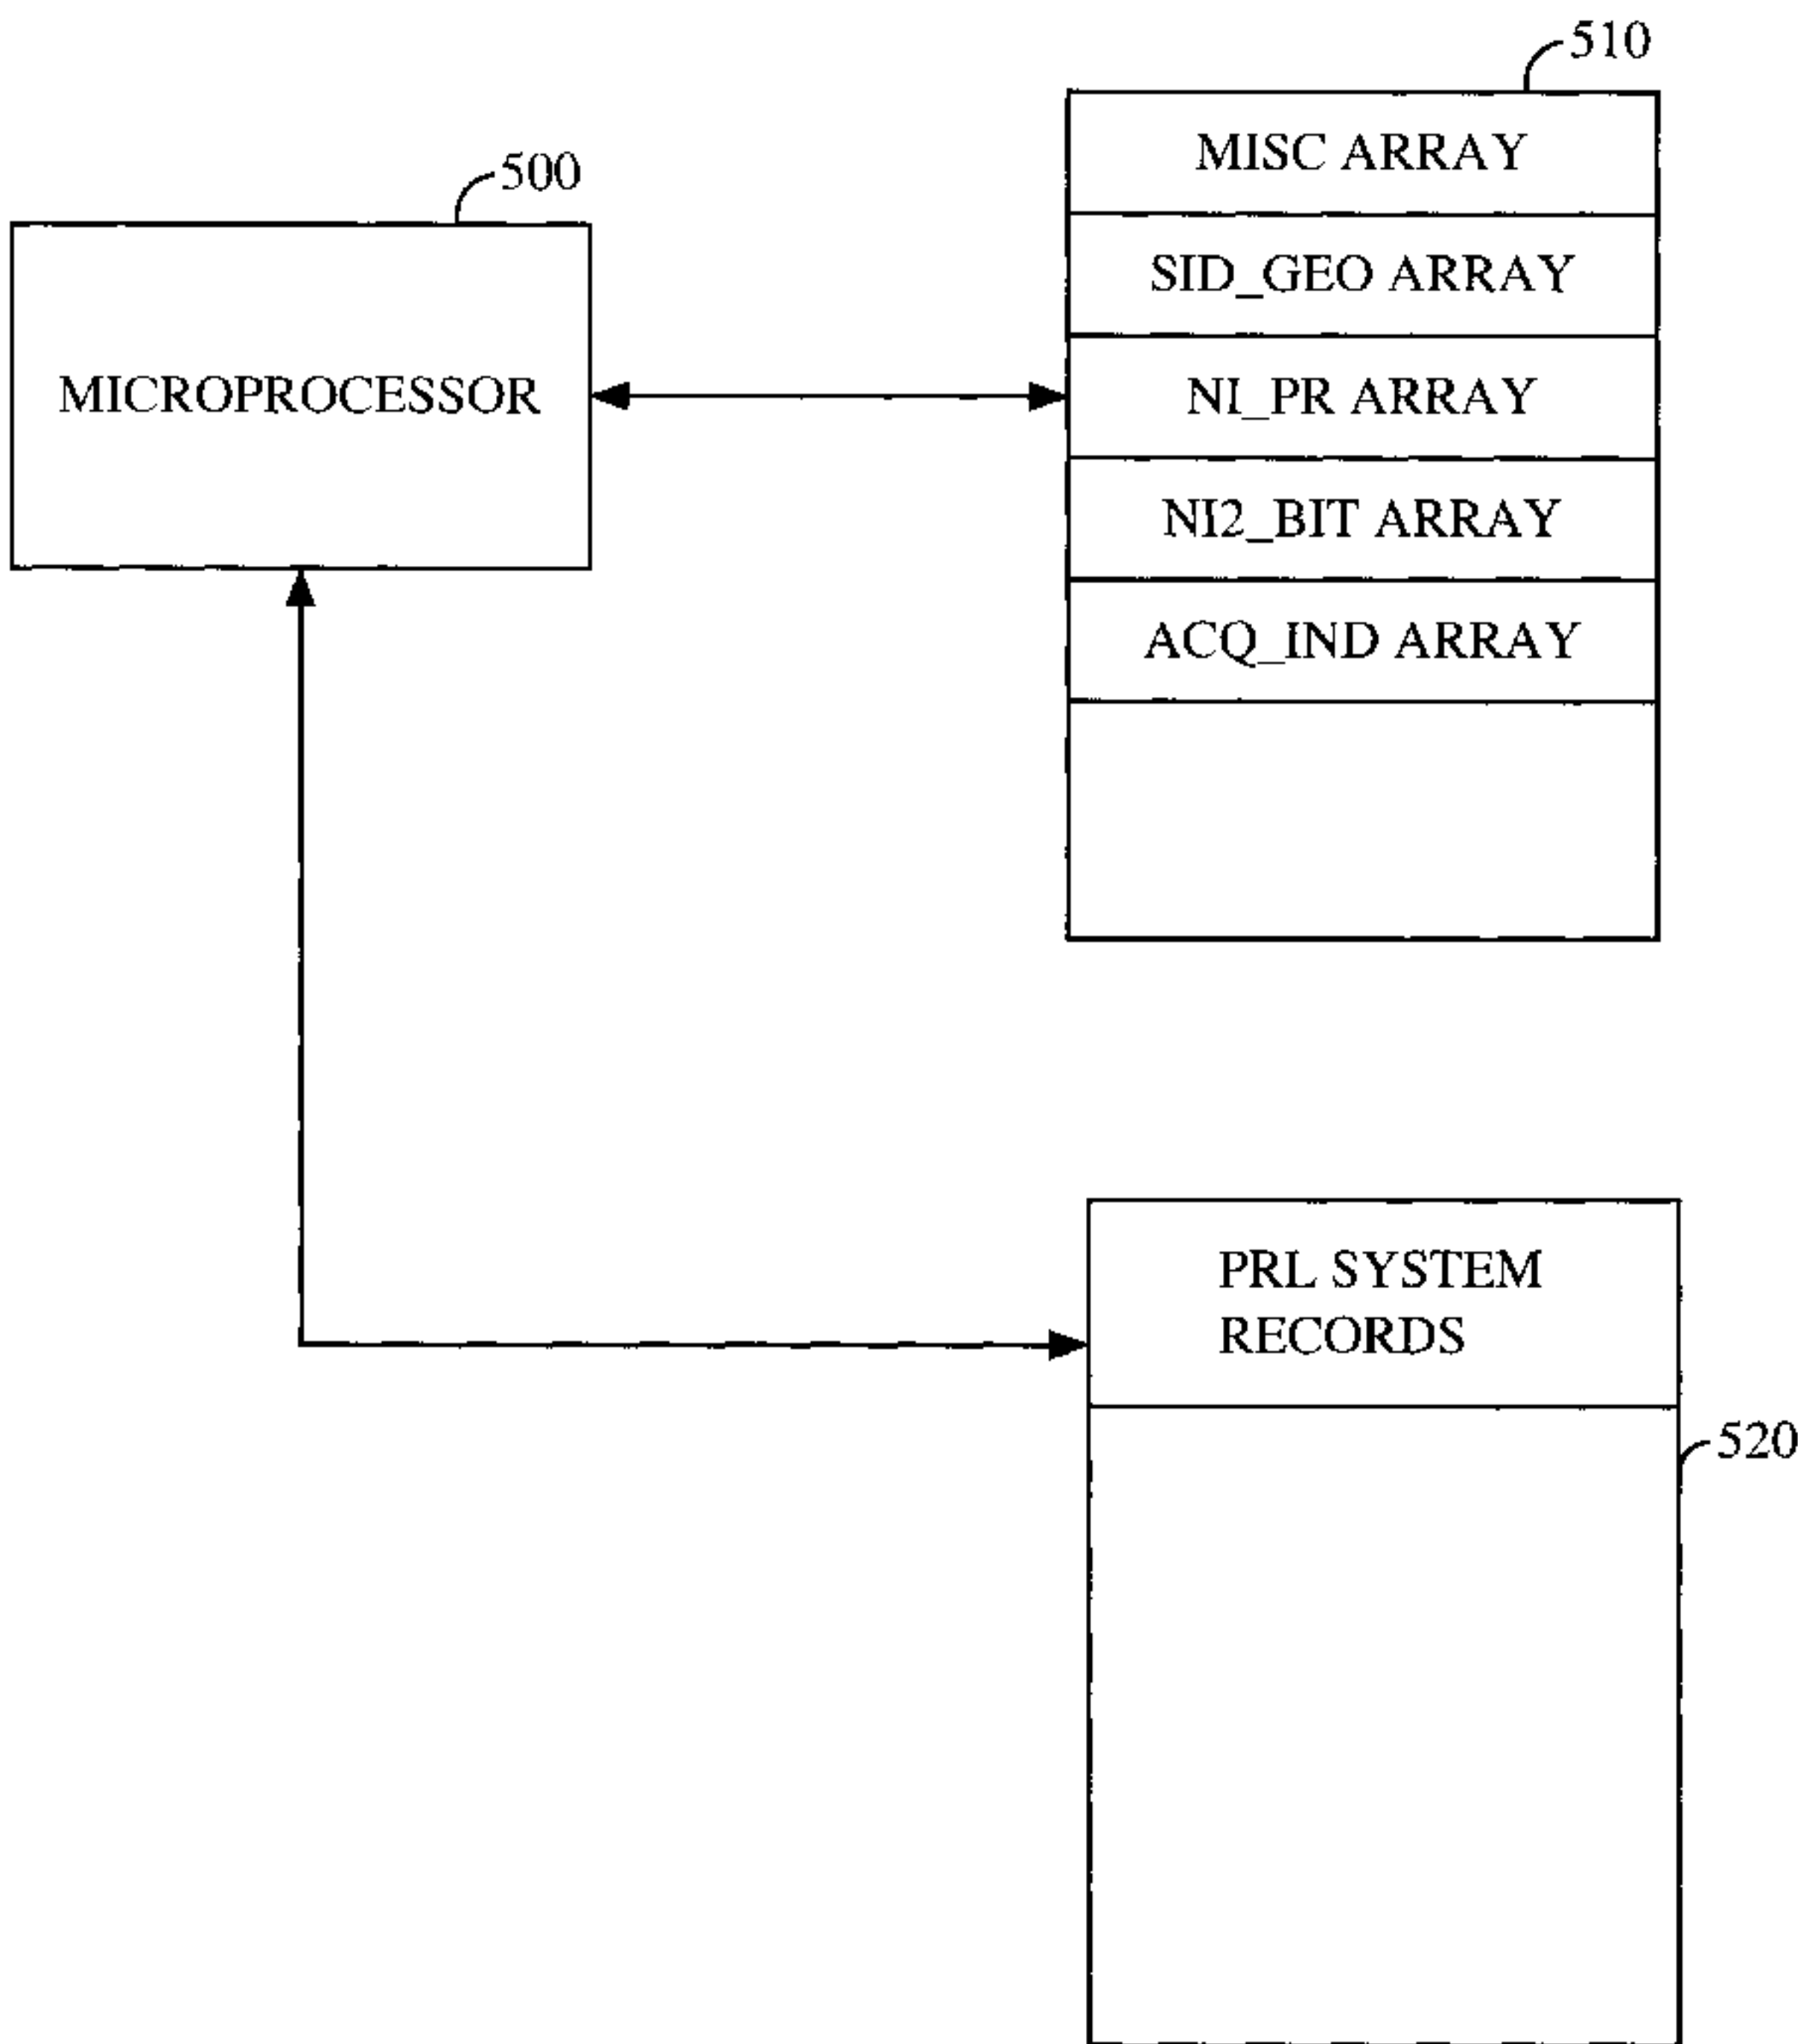 510
MISC ARRAY
500
SID_GEO ARRAY
MICROPROCESSOR
NI_PR ARRAY
NI2_BIT ARRAY
ACQ_IND ARRAY
PRL SYSTEM
RECORDS
520